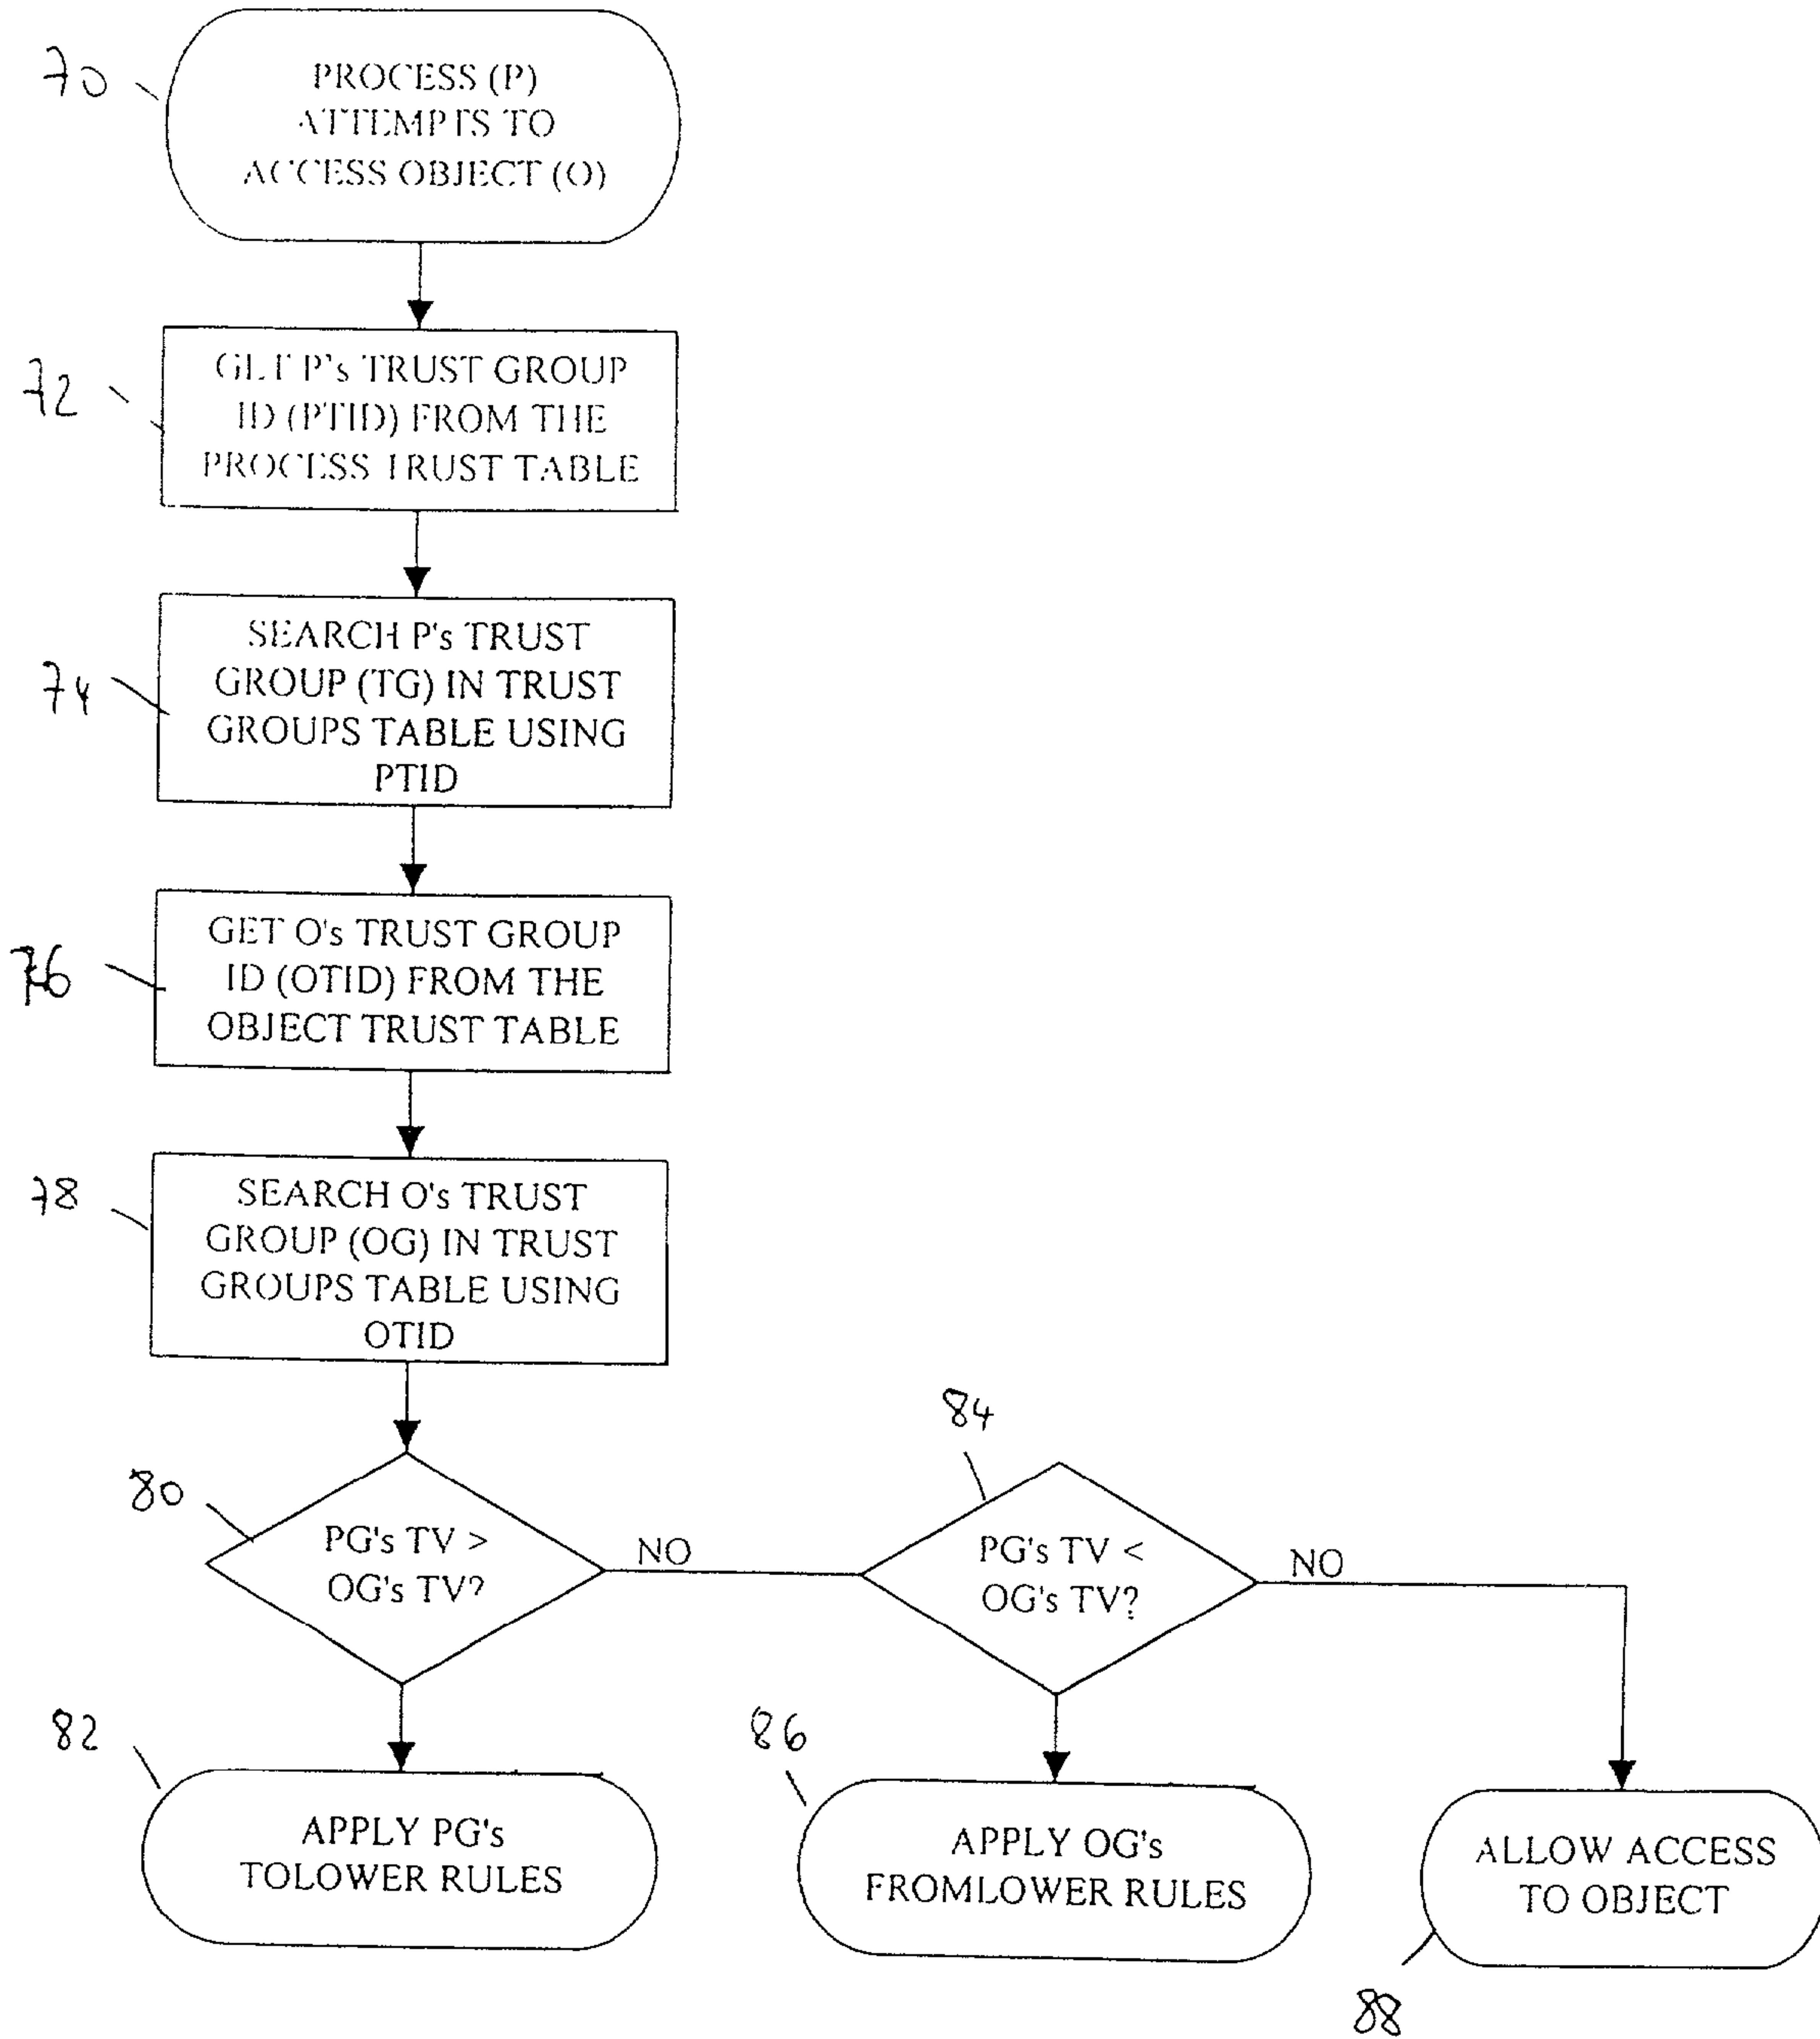 70
PROCESS (P)
ATTEMPTS TO
ACCESS OBJECT (O)
72
GET P's TRUST GROUP
ID (PTID) FROM THE
PROCESS TRUST TABLE
74
SEARCH P's TRUST
GROUP (TG) IN TRUST
GROUPS TABLE USING
PTID
76
GET O's TRUST GROUP
ID (OTID) FROM THE
OBJECT TRUST TABLE
78
SEARCH O's TRUST
GROUP (OG) IN TRUST
GROUPS TABLE USING
OTID
80
PG's TV >
OG's TV?
NO
84
PG's TV <
OG's TV?
NO
82
APPLY PG's
TOLOWER RULES
86
APPLY OG's
FROMLOWER RULES
ALLOW ACCESS
TO OBJECT
88